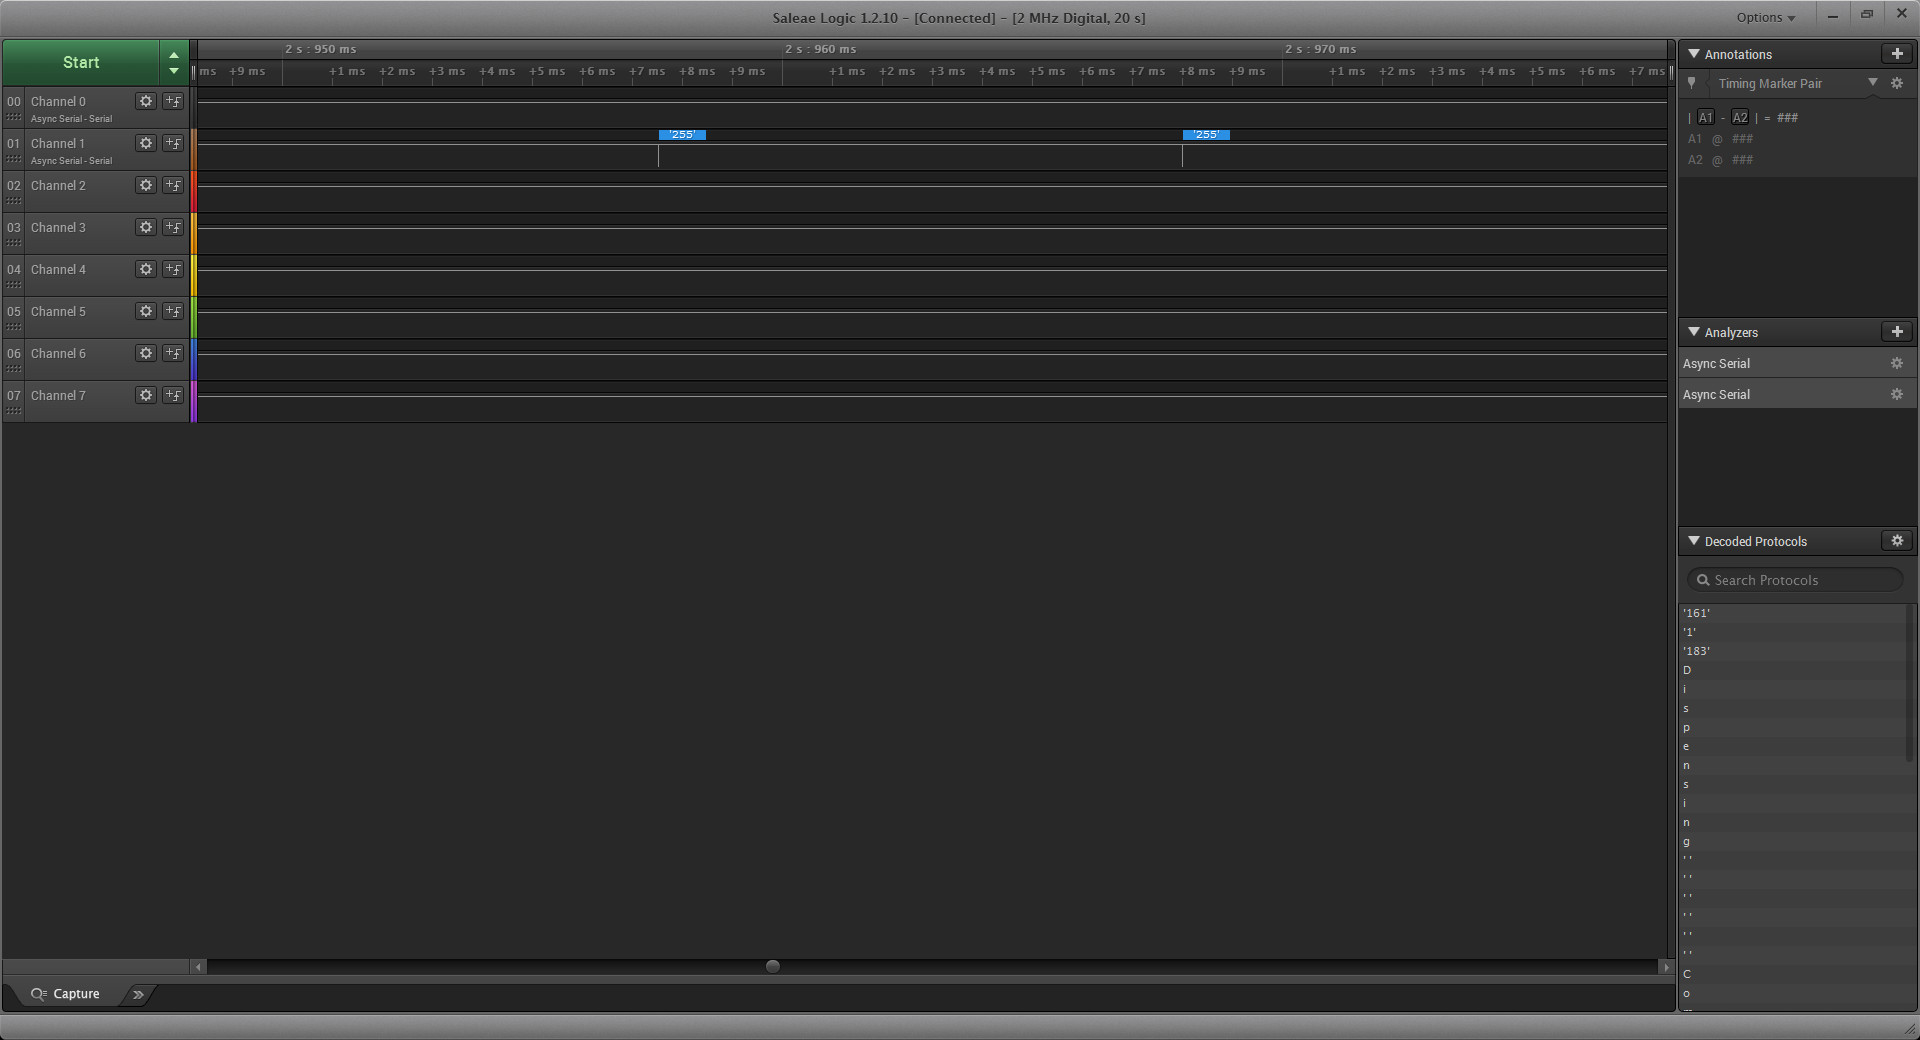 Saleae Logic 1.2.10 - [Connected] - [2 MHz Digital, 20 s]
Options
Start
2 s : 950 ms 2 s : 960 ms 2 s : 970 ms
ms +9 ms +1 ms +2 ms +3 ms +4 ms +5 ms +6 ms +7 ms +8 ms +9 ms +1 ms +2 ms +3 ms +4 ms +5 ms +6 ms +7 ms +8 ms +9 ms +1 ms +2 ms +3 ms +4 ms +5 ms +6 ms +7 ms
00 Channel 0
Async Serial - Serial
01 Channel 1
Async Serial - Serial
'255' '255'
02 Channel 2
03 Channel 3
04 Channel 4
05 Channel 5
06 Channel 6
07 Channel 7
Capture
Annotations
Timing Marker Pair
| A1 - A2 | = ###
A1 @ ###
A2 @ ###
Analyzers
Async Serial
Async Serial
Decoded Protocols
Search Protocols
'161'
'1'
'183'
D
i
s
p
e
n
s
i
n
g
' '
' '
' '
' '
' '
' '
C
o